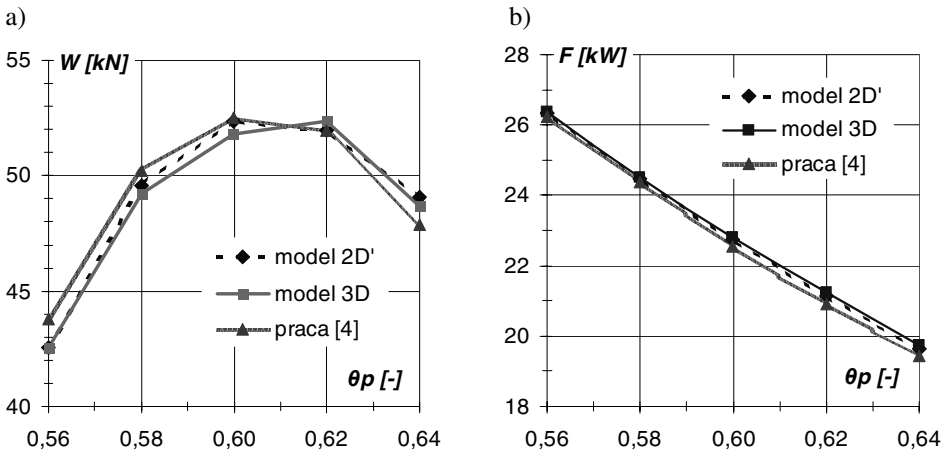 a)
W [kN]
55
50
45
40
model 2D'
model 3D
praca [4]
θp [-]
0,56 0,58 0,60 0,62 0,64
b)
F [kW]
28
26
24
22
20
18
model 2D'
model 3D
praca [4]
θp [-]
0,56 0,58 0,60 0,62 0,64